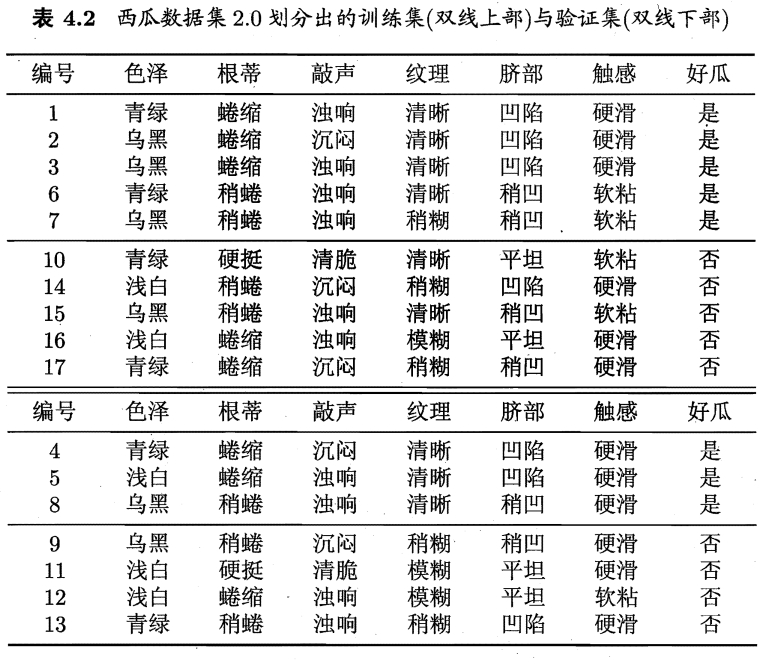 表 4.2 西瓜数据集 2.0 划分出的训练集(双线上部)与验证集(双线下部)
编号 色泽 根蒂 敲声 纹理 脐部 触感 好瓜
1 青绿 蜷缩 浊响 清晰 凹陷 硬滑 是
2 乌黑 蜷缩 沉闷 清晰 凹陷 硬滑 是
3 乌黑 蜷缩 浊响 清晰 凹陷 硬滑 是
6 青绿 稍蜷 浊响 清晰 稍凹 软粘 是
7 乌黑 稍蜷 浊响 稍糊 稍凹 软粘 是
10 青绿 硬挺 清脆 清晰 平坦 软粘 否
14 浅白 稍蜷 沉闷 稍糊 凹陷 硬滑 否
15 乌黑 稍蜷 浊响 清晰 稍凹 软粘 否
16 浅白 蜷缩 浊响 模糊 平坦 硬滑 否
17 青绿 蜷缩 沉闷 稍糊 稍凹 硬滑 否
编号 色泽 根蒂 敲声 纹理 脐部 触感 好瓜
4 青绿 蜷缩 沉闷 清晰 凹陷 硬滑 是
5 浅白 蜷缩 浊响 清晰 凹陷 硬滑 是
8 乌黑 稍蜷 浊响 清晰 稍凹 硬滑 是
9 乌黑 稍蜷 沉闷 稍糊 稍凹 硬滑 否
11 浅白 硬挺 清脆 模糊 平坦 硬滑 否
12 浅白 蜷缩 浊响 模糊 平坦 软粘 否
13 青绿 稍蜷 浊响 稍糊 凹陷 硬滑 否